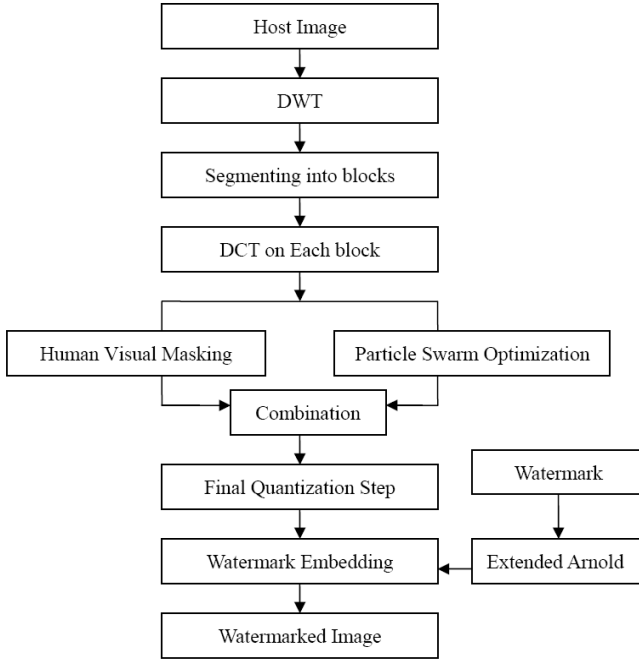 Host Image
DWT
Segmenting into blocks
DCT on Each block
Human Visual Masking
Particle Swarm Optimization
Combination
Final Quantization Step
Watermark
Watermark Embedding
Extended Arnold
Watermarked Image